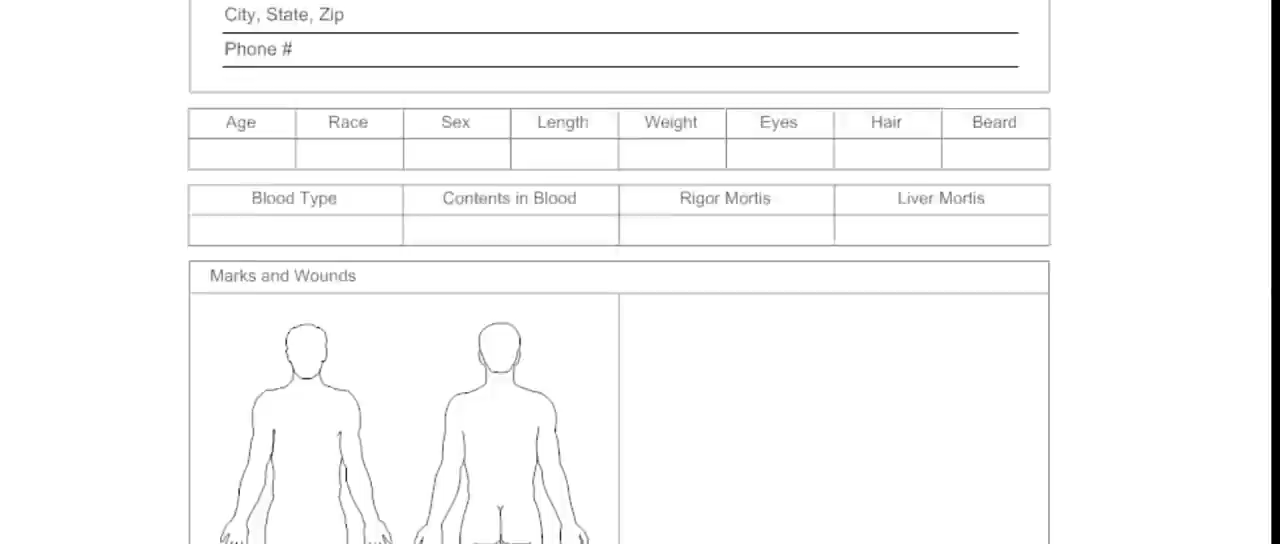 City, State, Zip
Phone #
Age Race Sex Length Weight Eyes Hair Beard
Blood Type Contents in Blood Rigor Mortis Liver Mortis
Marks and Wounds